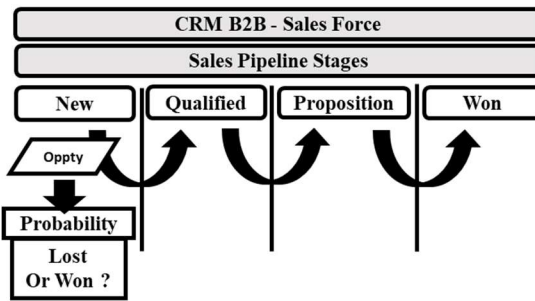 CRM B2B - Sales Force
Sales Pipeline Stages
New
Qualified
Proposition
Won
Oppty
Probability
Lost
Or Won ?